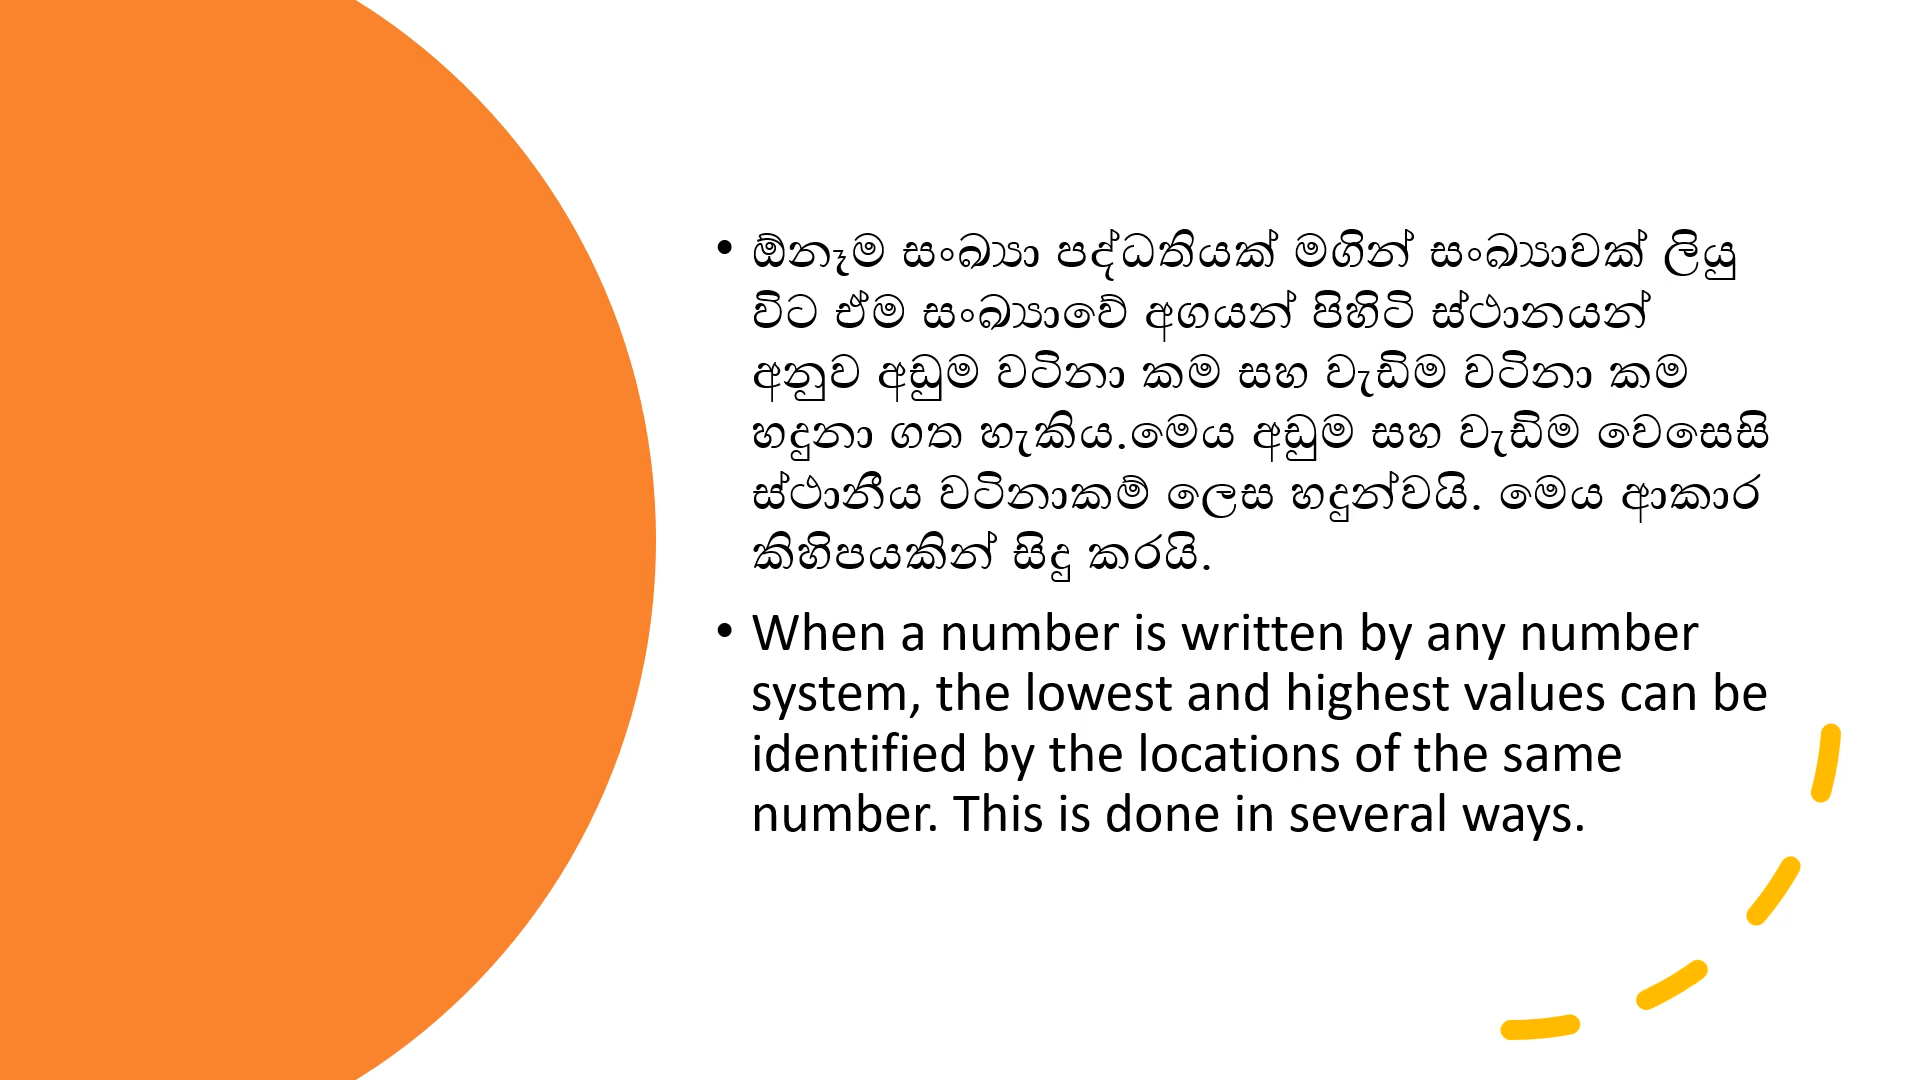 • ඕනෑම සංඛ්‍යා පද්ධතියක් මගින් සංඛ්‍යාවක් ලියු
විට ඒම සංඛ්‍යාවේ අගයන් පිහිටි ස්ථානයන්
අනුව අඩුම වටිනා කම සහ වැඩිම වටිනා කම
හදුනා ගත හැකිය.මෙය අඩුම සහ වැඩිම වෙසෙසි
ස්ථානීය වටිනාකම් ලෙස හදුන්වයි. මෙය ආකාර
කිහිපයකින් සිදු කරයි.
• When a number is written by any number
system, the lowest and highest values can be
identified by the locations of the same
number. This is done in several ways.